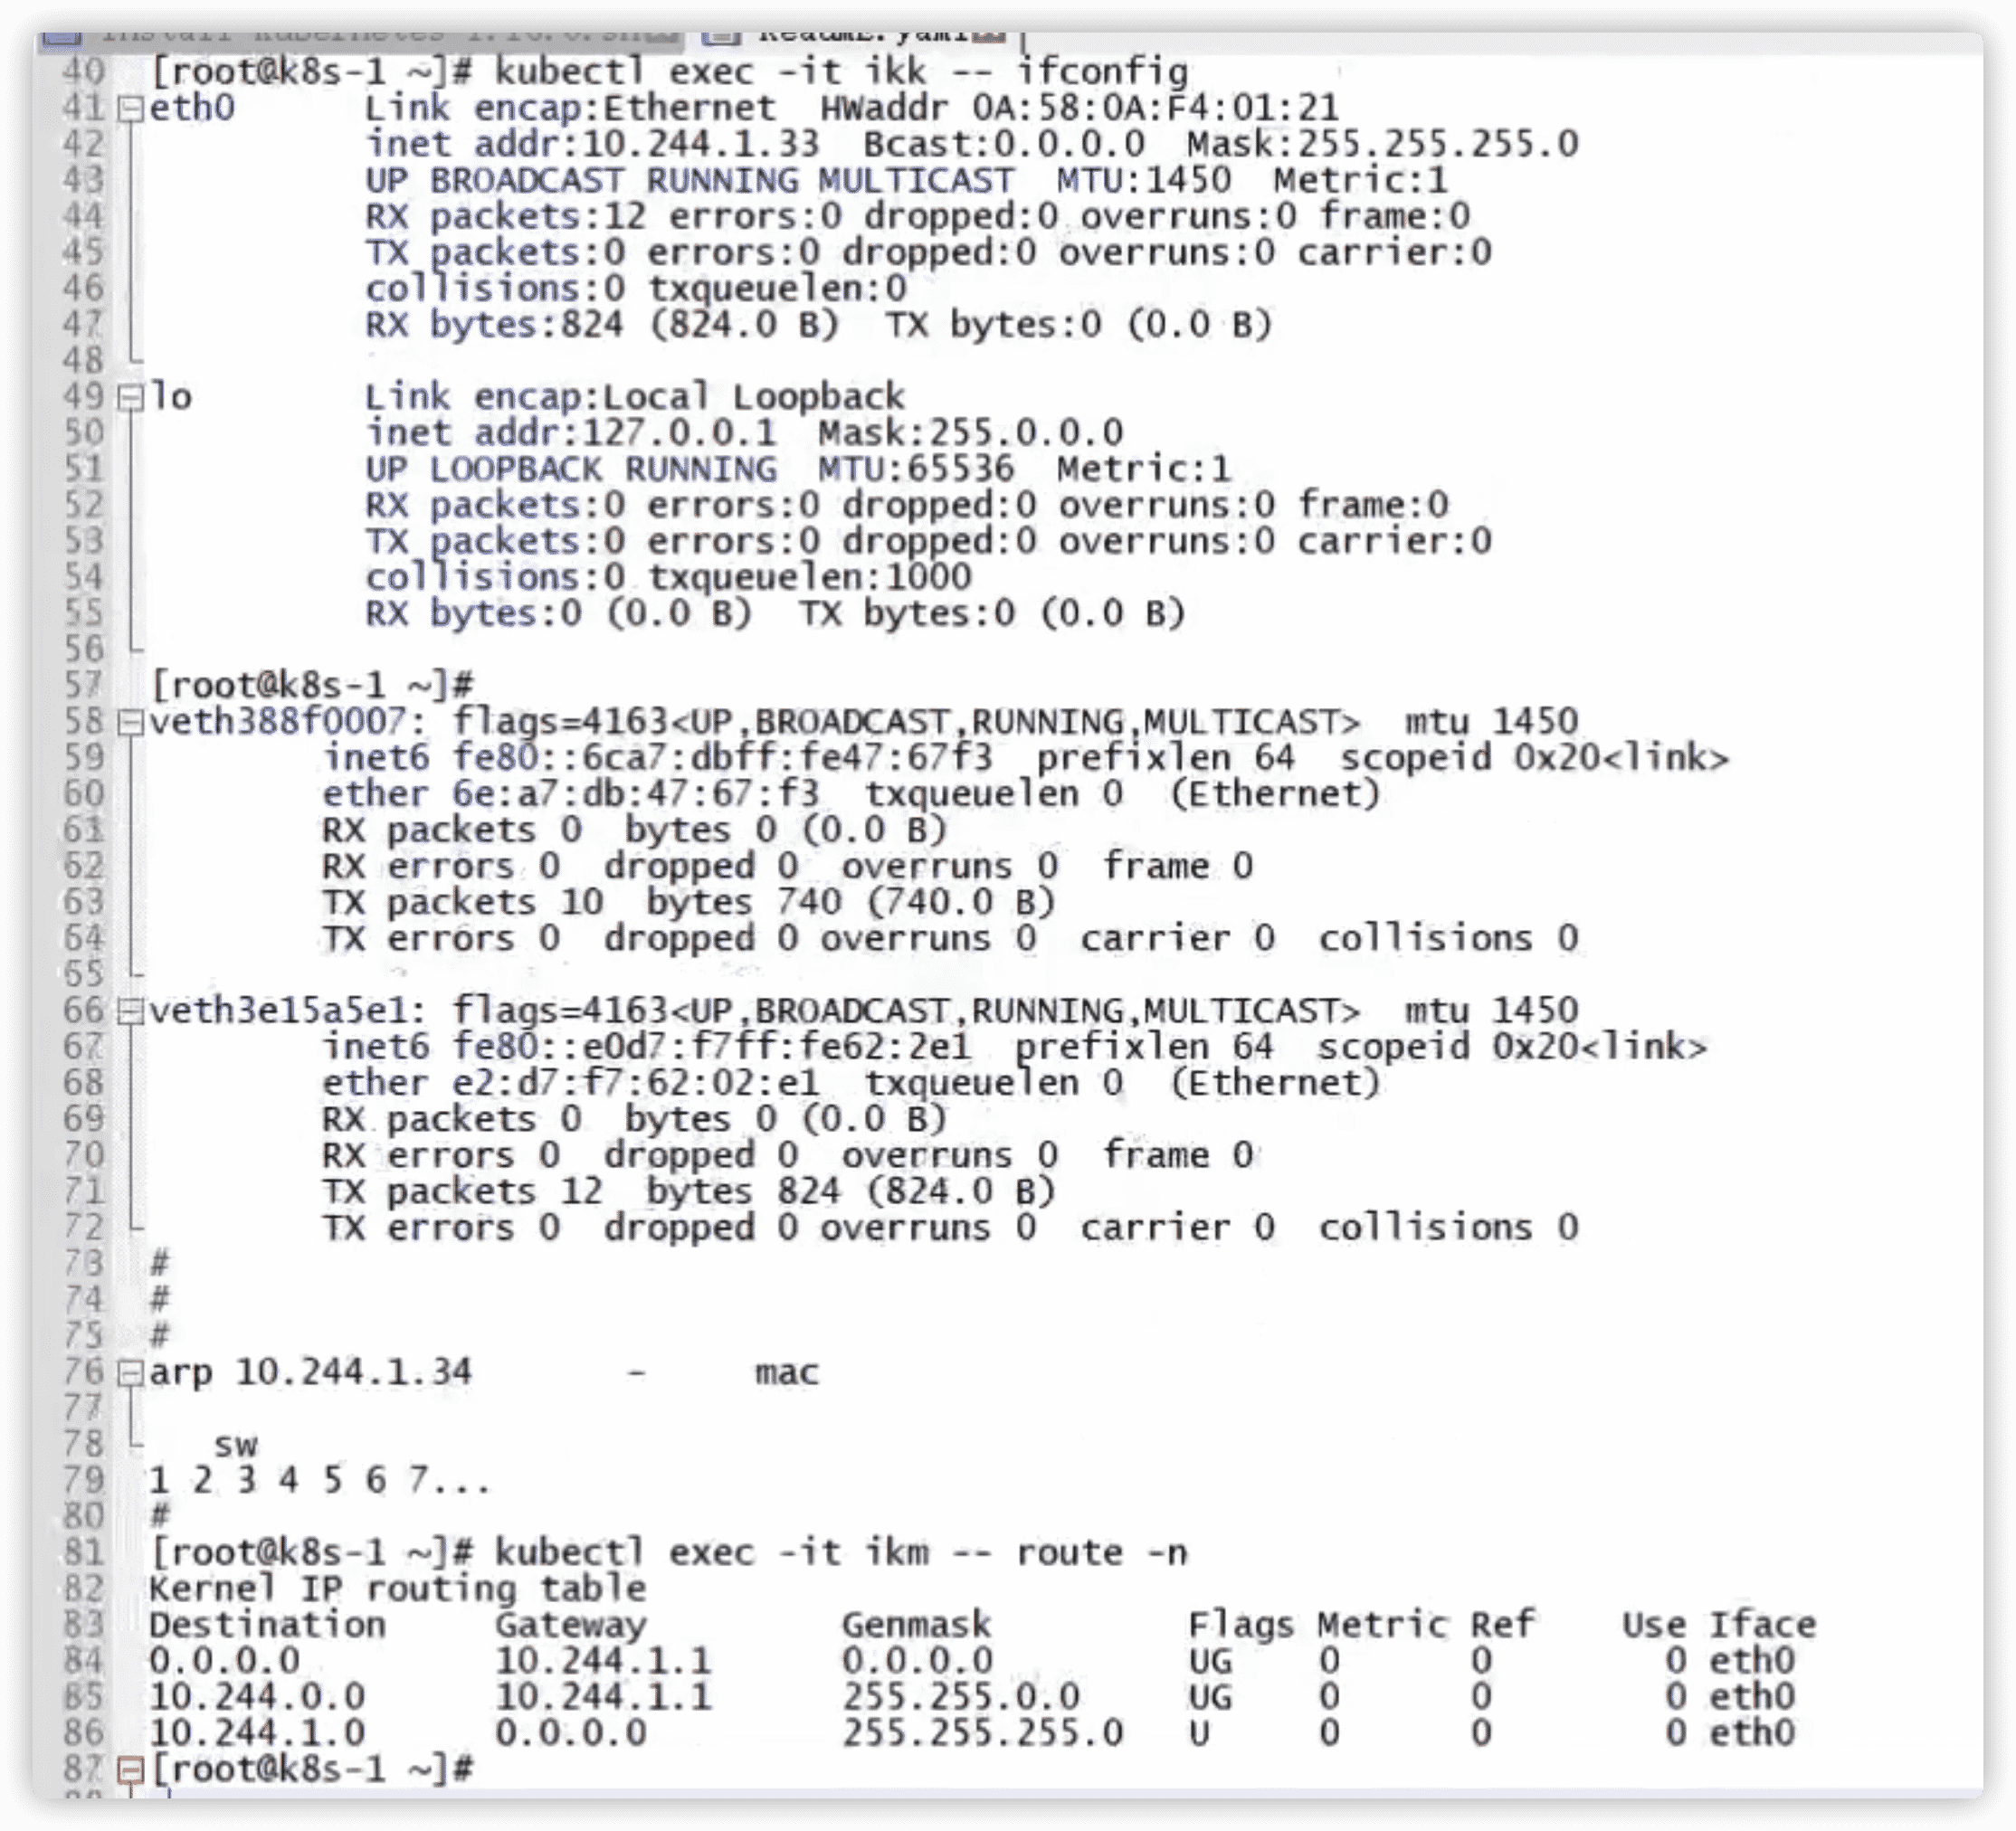 Install Kubernetes 1.16.0.sh ReadmE.yaml
40 [root@k8s-1 ~]# kubectl exec -it ikk -- ifconfig
41 eth0 Link encap:Ethernet HWaddr 0A:58:0A:F4:01:21
42 inet addr:10.244.1.33 Bcast:0.0.0.0 Mask:255.255.255.0
43 UP BROADCAST RUNNING MULTICAST MTU:1450 Metric:1
44 RX packets:12 errors:0 dropped:0 overruns:0 frame:0
45 TX packets:0 errors:0 dropped:0 overruns:0 carrier:0
46 collisions:0 txqueuelen:0
47 RX bytes:824 (824.0 B) TX bytes:0 (0.0 B)
48
49 lo Link encap:Local Loopback
50 inet addr:127.0.0.1 Mask:255.0.0.0
51 UP LOOPBACK RUNNING MTU:65536 Metric:1
52 RX packets:0 errors:0 dropped:0 overruns:0 frame:0
53 TX packets:0 errors:0 dropped:0 overruns:0 carrier:0
54 collisions:0 txqueuelen:1000
55 RX bytes:0 (0.0 B) TX bytes:0 (0.0 B)
56
57 [root@k8s-1 ~]#
58 veth388f0007: flags=4163<UP,BROADCAST,RUNNING,MULTICAST> mtu 1450
59 inet6 fe80::6ca7:dbff:fe47:67f3 prefixlen 64 scopeid 0x20<link>
60 ether 6e:a7:db:47:67:f3 txqueuelen 0 (Ethernet)
61 RX packets 0 bytes 0 (0.0 B)
62 RX errors 0 dropped 0 overruns 0 frame 0
63 TX packets 10 bytes 740 (740.0 B)
64 TX errors 0 dropped 0 overruns 0 carrier 0 collisions 0
65
66 veth3e15a5e1: flags=4163<UP,BROADCAST,RUNNING,MULTICAST> mtu 1450
67 inet6 fe80::e0d7:f7ff:fe62:2e1 prefixlen 64 scopeid 0x20<link>
68 ether e2:d7:f7:62:02:e1 txqueuelen 0 (Ethernet)
69 RX packets 0 bytes 0 (0.0 B)
70 RX errors 0 dropped 0 overruns 0 frame 0
71 TX packets 12 bytes 824 (824.0 B)
72 TX errors 0 dropped 0 overruns 0 carrier 0 collisions 0
73 #
74 #
75 #
76 arp 10.244.1.34 - mac
77
78 sw
79 1 2 3 4 5 6 7...
80 #
81 [root@k8s-1 ~]# kubectl exec -it ikm -- route -n
82 Kernel IP routing table
83 Destination Gateway Genmask Flags Metric Ref Use Iface
84 0.0.0.0 10.244.1.1 0.0.0.0 UG 0 0 0 eth0
85 10.244.0.0 10.244.1.1 255.255.0.0 UG 0 0 0 eth0
86 10.244.1.0 0.0.0.0 255.255.255.0 U 0 0 0 eth0
87 [root@k8s-1 ~]#